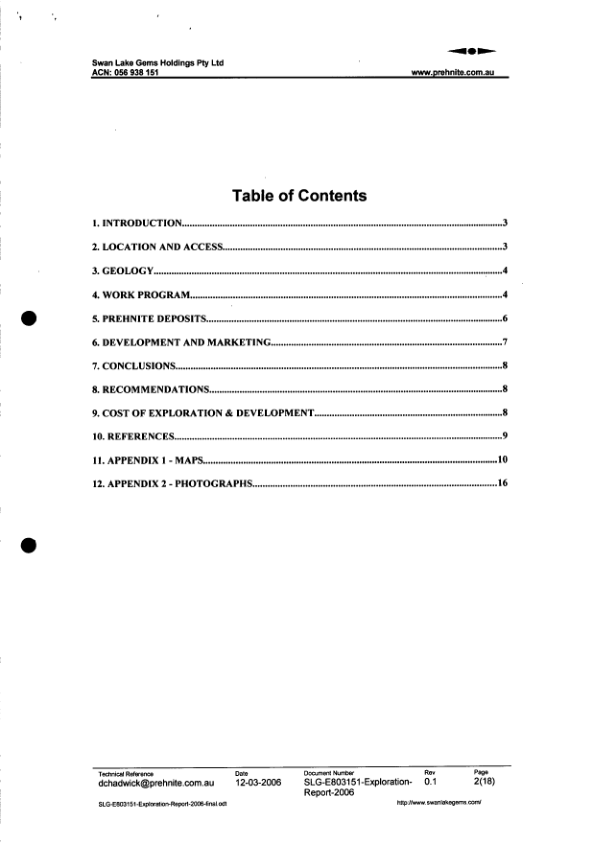 Swan Lake Gems Holdings Pty Ltd
ACN: 056 938 151 www.prehnite.com.au
Table of Contents
1. INTRODUCTION....................3
2. LOCATION AND ACCESS....................3
3. GEOLOGY....................4
4. WORK PROGRAM....................4
5. PREHNITE DEPOSITS....................6
6. DEVELOPMENT AND MARKETING....................7
7. CONCLUSIONS....................8
8. RECOMMENDATIONS....................8
9. COST OF EXPLORATION & DEVELOPMENT....................8
10. REFERENCES....................9
11. APPENDIX 1 - MAPS....................10
12. APPENDIX 2 - PHOTOGRAPHS....................16
Technical Reference Date Document Number Rev Page
dchadwick@prehnite.com.au 12-03-2006 SLG-E803151-Exploration- 0.1 2(18)
Report-2006
SLG-E803151-Exploration-Report-2006-final.odt http://www.swanlakegems.com/